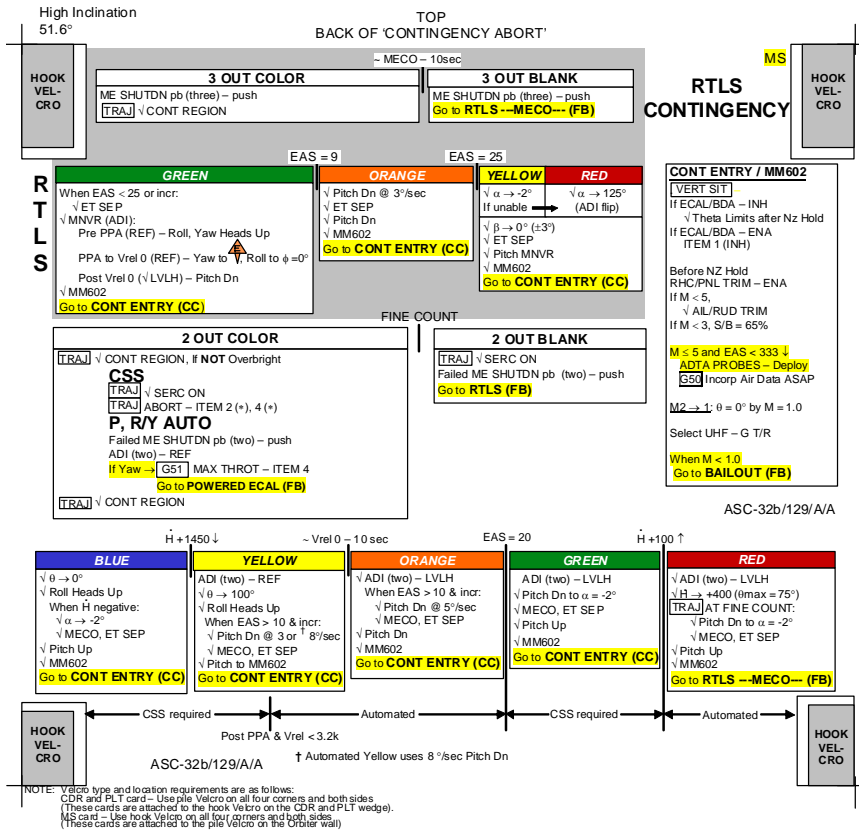 High Inclination
51.6°
TOP
BACK OF 'CONTINGENCY ABORT'
MS
HOOK
VEL-
CRO
HOOK
VEL-
CRO
RTLS
CONTINGENCY
~ MECO – 10sec
3 OUT COLOR
ME SHUTDN pb (three) – push
TRAJ √ CONT REGION
3 OUT BLANK
ME SHUTDN pb (three) – push
Go to RTLS ---MECO--- (FB)
R
T
L
S
EAS = 9
EAS = 25
GREEN
When EAS < 25 or incr:
√ ET SEP
√ MNVR (ADI):
Pre PPA (REF) – Roll, Yaw Heads Up
PPA to Vrel 0 (REF) – Yaw to E, Roll to ϕ =0°
Post Vrel 0 (√ LVLH) – Pitch Dn
√ MM602
Go to CONT ENTRY (CC)
ORANGE
√ Pitch Dn @ 3°/sec
√ ET SEP
√ Pitch Dn
√ MM602
Go to CONT ENTRY (CC)
YELLOW
RED
√ α → -2°
If unable
√ α → 125°
(ADI flip)
√ β → 0° (±3°)
√ ET SEP
√ Pitch MNVR
√ MM602
Go to CONT ENTRY (CC)
CONT ENTRY / MM602
VERT SIT –
If ECAL/BDA – INH
√ Theta Limits after Nz Hold
If ECAL/BDA – ENA
ITEM 1 (INH)
Before NZ Hold
RHC/PNL TRIM – ENA
If M < 5,
√ AIL/RUD TRIM
If M < 3, S/B = 65%
M ≤ 5 and EAS < 333 ↓
ADTA PROBES – Deploy
G50 Incorp Air Data ASAP
M2 → 1: θ = 0° by M = 1.0
Select UHF – G T/R
When M < 1.0
Go to BAILOUT (FB)
ASC-32b/129/A/A
FINE COUNT
2 OUT COLOR
TRAJ √ CONT REGION, If NOT Overbright
CSS
TRAJ √ SERC ON
TRAJ ABORT – ITEM 2 (*), 4 (*)
P, R/Y AUTO
Failed ME SHUTDN pb (two) – push
ADI (two) – REF
If Yaw → G51 MAX THROT – ITEM 4
Go to POWERED ECAL (FB)
TRAJ √ CONT REGION
2 OUT BLANK
TRAJ √ SERC ON
Failed ME SHUTDN pb (two) – push
Go to RTLS (FB)
Ḣ +1450 ↓
~ Vrel 0 – 10 sec
EAS = 20
Ḣ +100 ↑
BLUE
√ θ → 0°
√ Roll Heads Up
When Ḣ negative:
√ α → -2°
√ MECO, ET SEP
√ Pitch Up
√ MM602
Go to CONT ENTRY (CC)
YELLOW
ADI (two) – REF
√ θ → 100°
√ Roll Heads Up
When EAS > 10 & incr:
√ Pitch Dn @ 3 or † 8°/sec
√ MECO, ET SEP
√ Pitch to MM602
Go to CONT ENTRY (CC)
ORANGE
√ ADI (two) – LVLH
When EAS > 10 & incr:
√ Pitch Dn @ 5°/sec
√ MECO, ET SEP
√ Pitch Dn
√ MM602
Go to CONT ENTRY (CC)
GREEN
ADI (two) – LVLH
√ Pitch Dn to α = -2°
√ MECO, ET SEP
√ Pitch Up
√ MM602
Go to CONT ENTRY (CC)
RED
√ ADI (two) – LVLH
√ Ḣ → +400 (θmax = 75°)
TRAJ AT FINE COUNT:
√ Pitch Dn to α = -2°
√ MECO, ET SEP
√ Pitch Up
√ MM602
Go to RTLS ---MECO--- (FB)
CSS required
Automated
CSS required
Automated
Post PPA & Vrel < 3.2k
† Automated Yellow uses 8 °/sec Pitch Dn
ASC-32b/129/A/A
HOOK
VEL-
CRO
HOOK
VEL-
CRO
NOTE: Velcro type and location requirements are as follows:
CDR and PLT card – Use pile Velcro on all four corners and both sides
(These cards are attached to the hook Velcro on the CDR and PLT wedge).
MS card – Use hook Velcro on all four corners and both sides
(These cards are attached to the pile Velcro on the Orbiter wall)